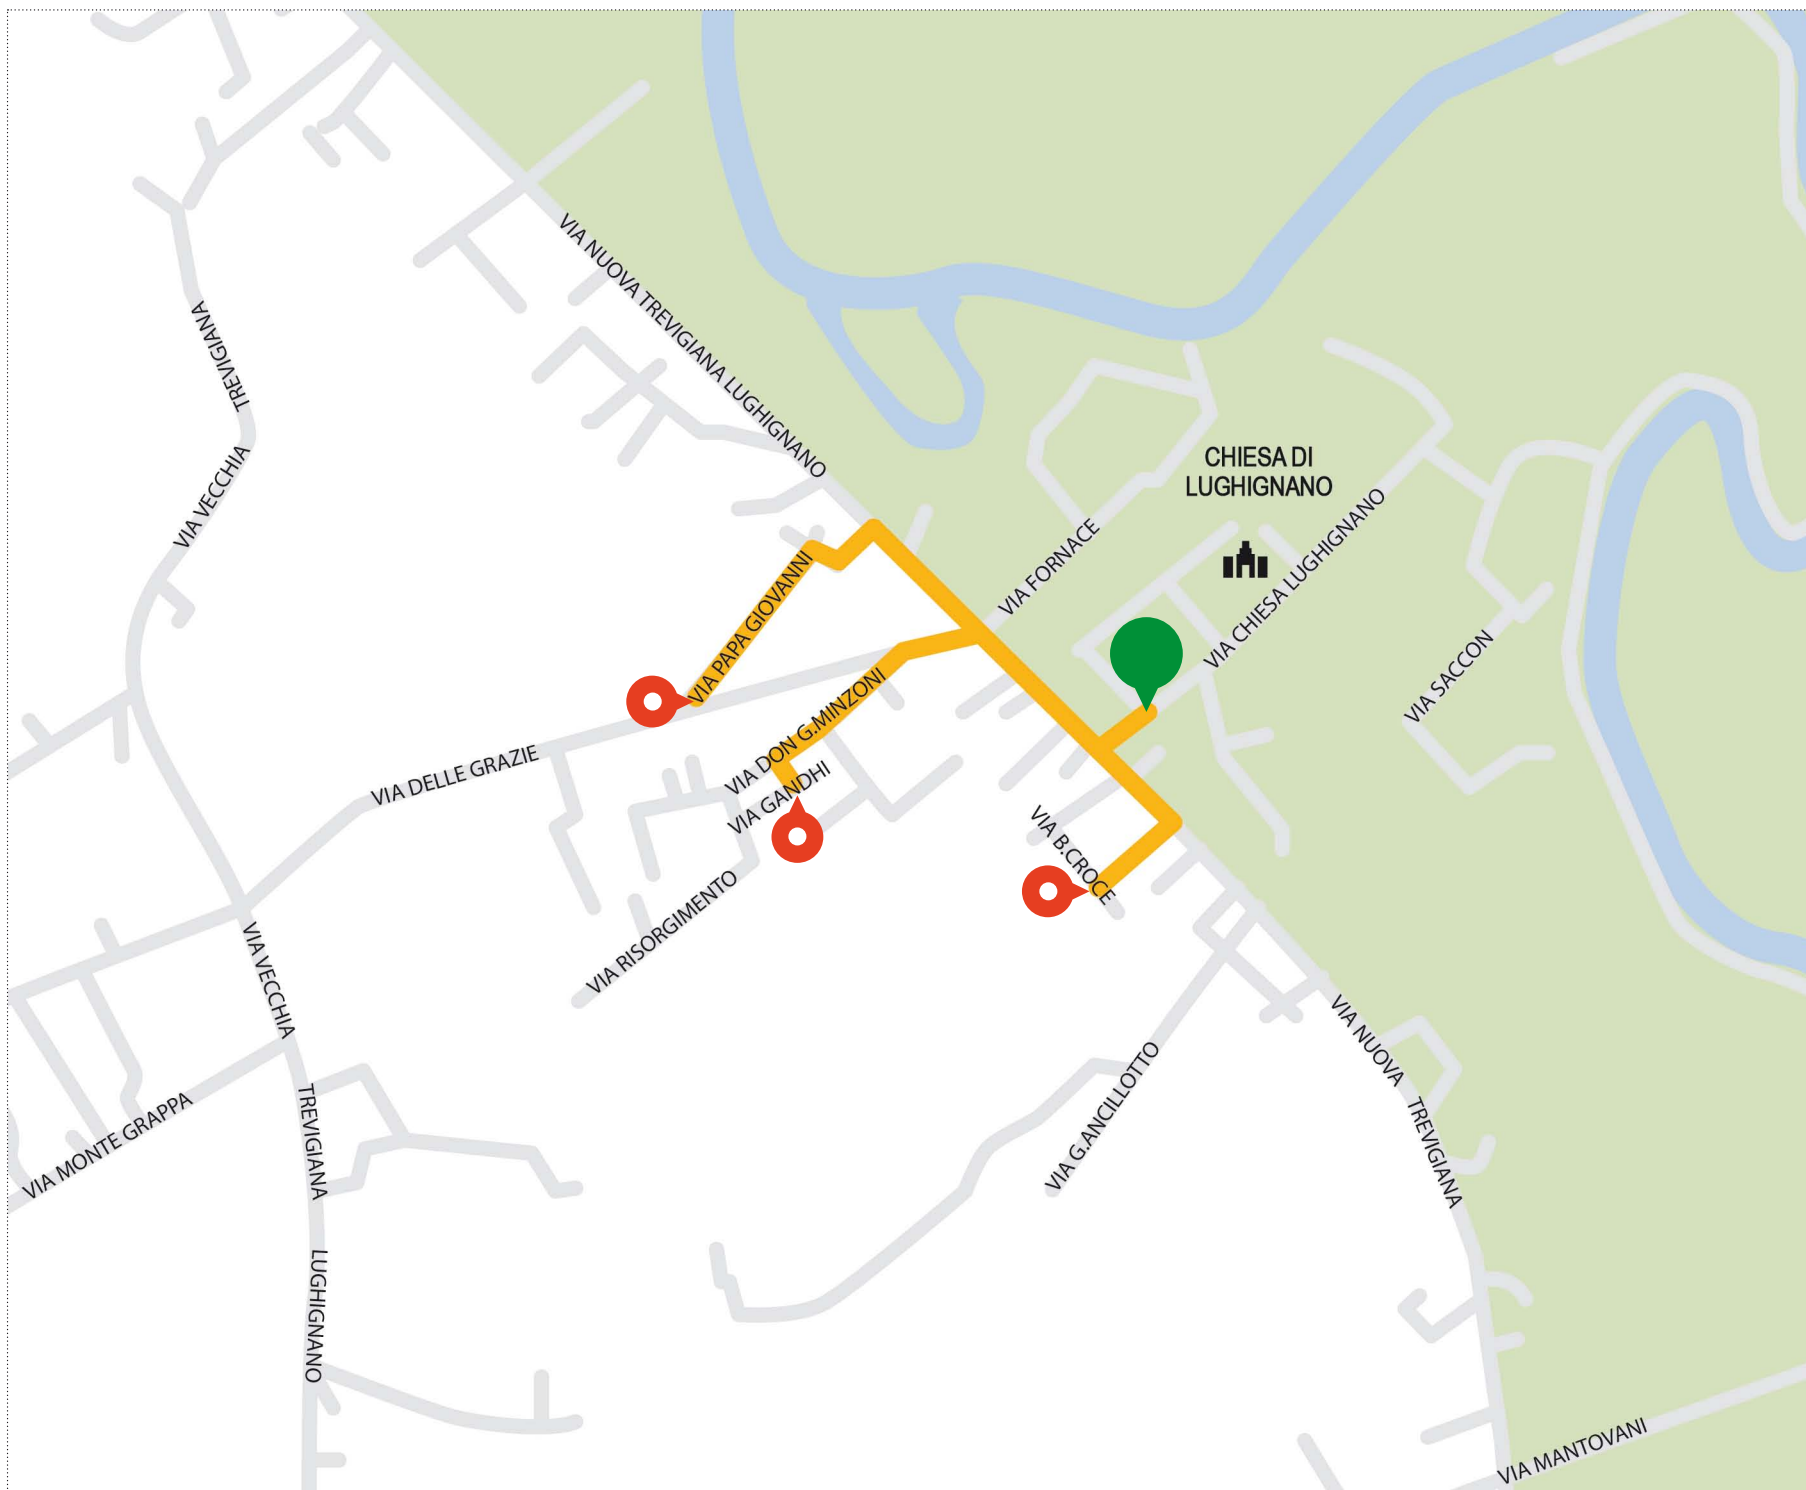 VIA NUOVA TREVIGIANA LUGHIGNANO
TREVIGIANA
VIA VECCHIA
CHIESA DI
LUGHIGNANO
VIA FORNACE
VIA CHIESA LUGHIGNANO
VIA PAPA GIOVANNI
VIA SACCON
VIA DON G.MINZONI
VIA GANDHI
VIA DELLE GRAZIE
VIA B.CROCE
VIA RISORGIMENTO
VIA VECCHIA
TREVIGIANA
LUGHIGNANO
VIA MONTE GRAPPA
VIA G.ANCILLOTTO
VIA NUOVA
TREVIGIANA
VIA MANTOVANI